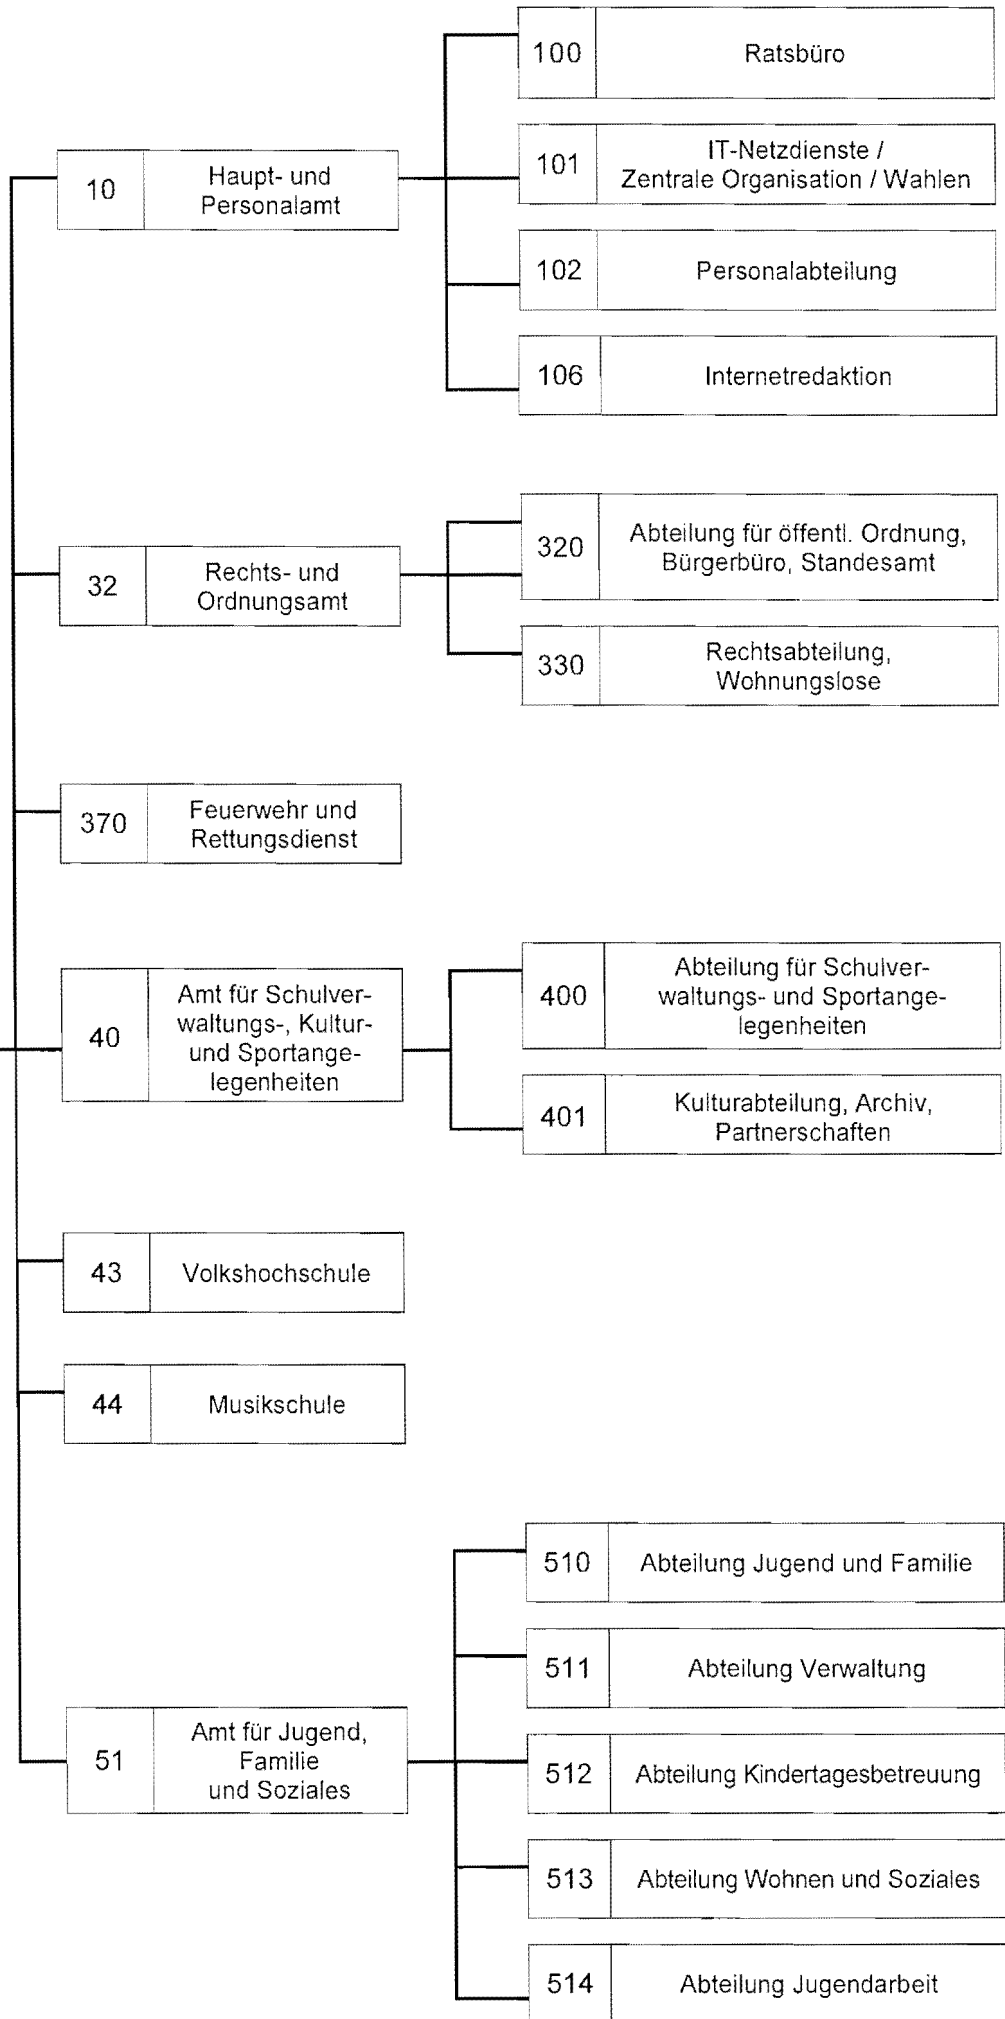 10
Haupt- und
Personalamt
100
Ratsbüro
101
IT-Netzdienste /
Zentrale Organisation / Wahlen
102
Personalabteilung
106
Internetredaktion
32
Rechts- und
Ordnungsamt
320
Abteilung für öffentl. Ordnung,
Bürgerbüro, Standesamt
330
Rechtsabteilung,
Wohnungslose
370
Feuerwehr und
Rettungsdienst
40
Amt für Schulver-
waltungs-, Kultur-
und Sportange-
legenheiten
400
Abteilung für Schulver-
waltungs- und Sportange-
legenheiten
401
Kulturabteilung, Archiv,
Partnerschaften
43
Volkshochschule
44
Musikschule
51
Amt für Jugend,
Familie
und Soziales
510
Abteilung Jugend und Familie
511
Abteilung Verwaltung
512
Abteilung Kindertagesbetreuung
513
Abteilung Wohnen und Soziales
514
Abteilung Jugendarbeit